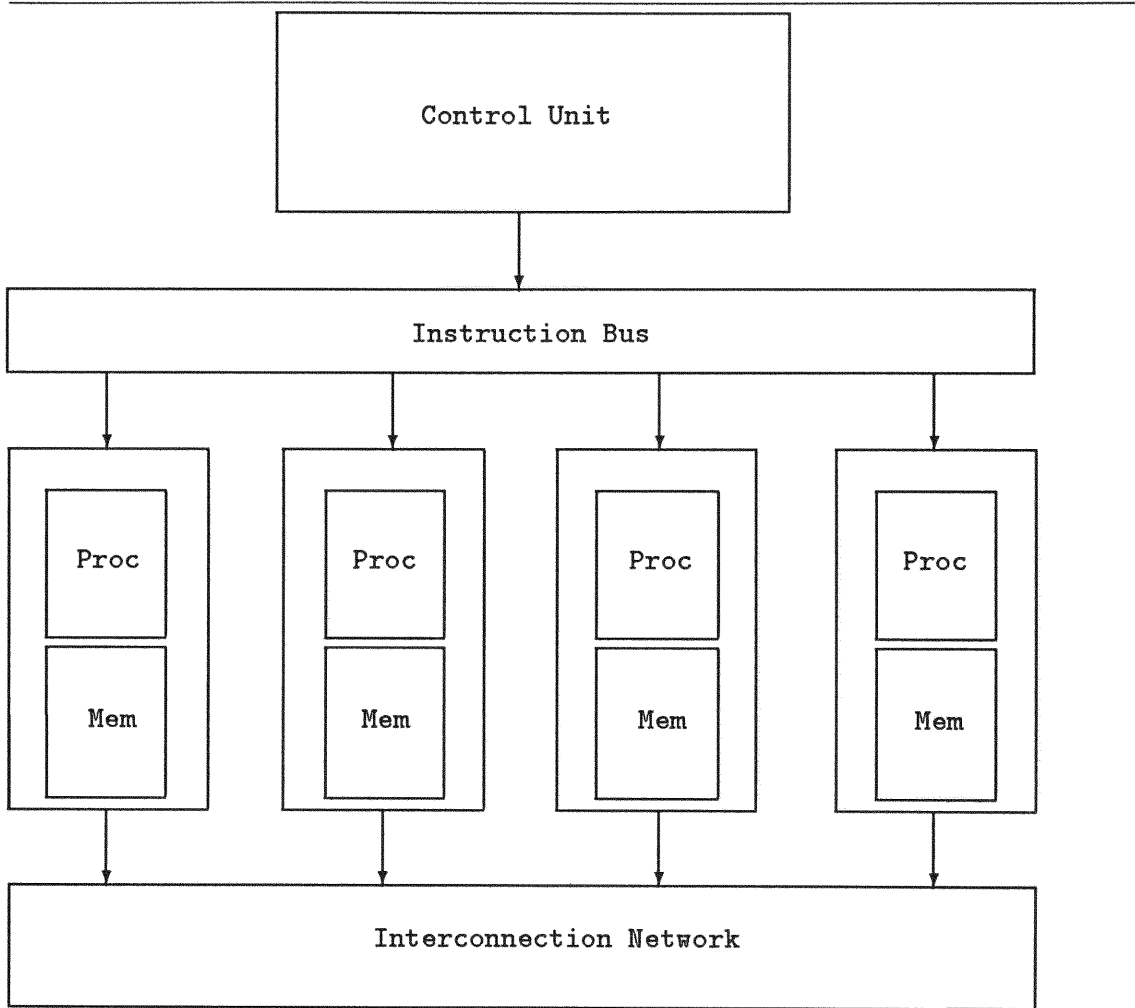 Control Unit
Instruction Bus
Proc Proc Proc Proc
Mem Mem Mem Mem
Interconnection Network